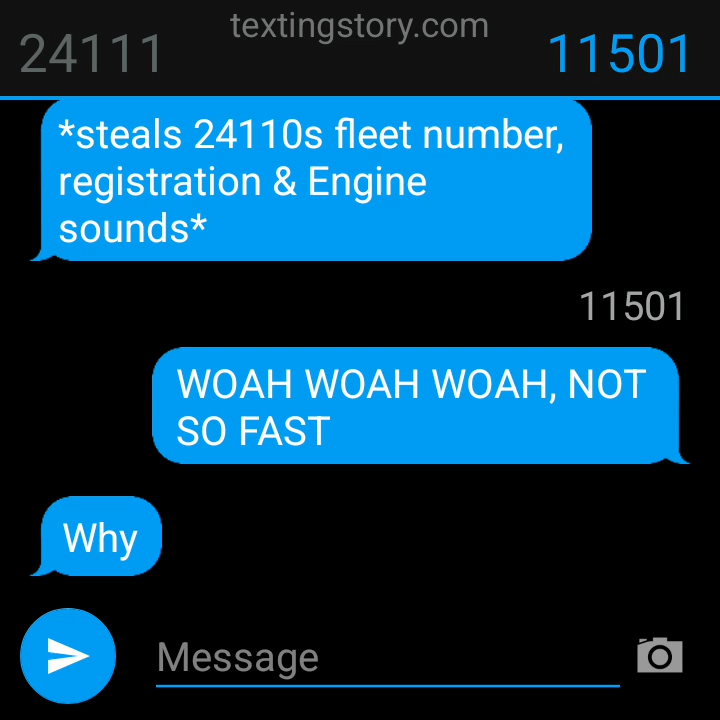 textingstory.com
24111
11501
*steals 24110s fleet number,
registration & Engine
sounds*
11501
WOAH WOAH WOAH, NOT
SO FAST
Why
Message